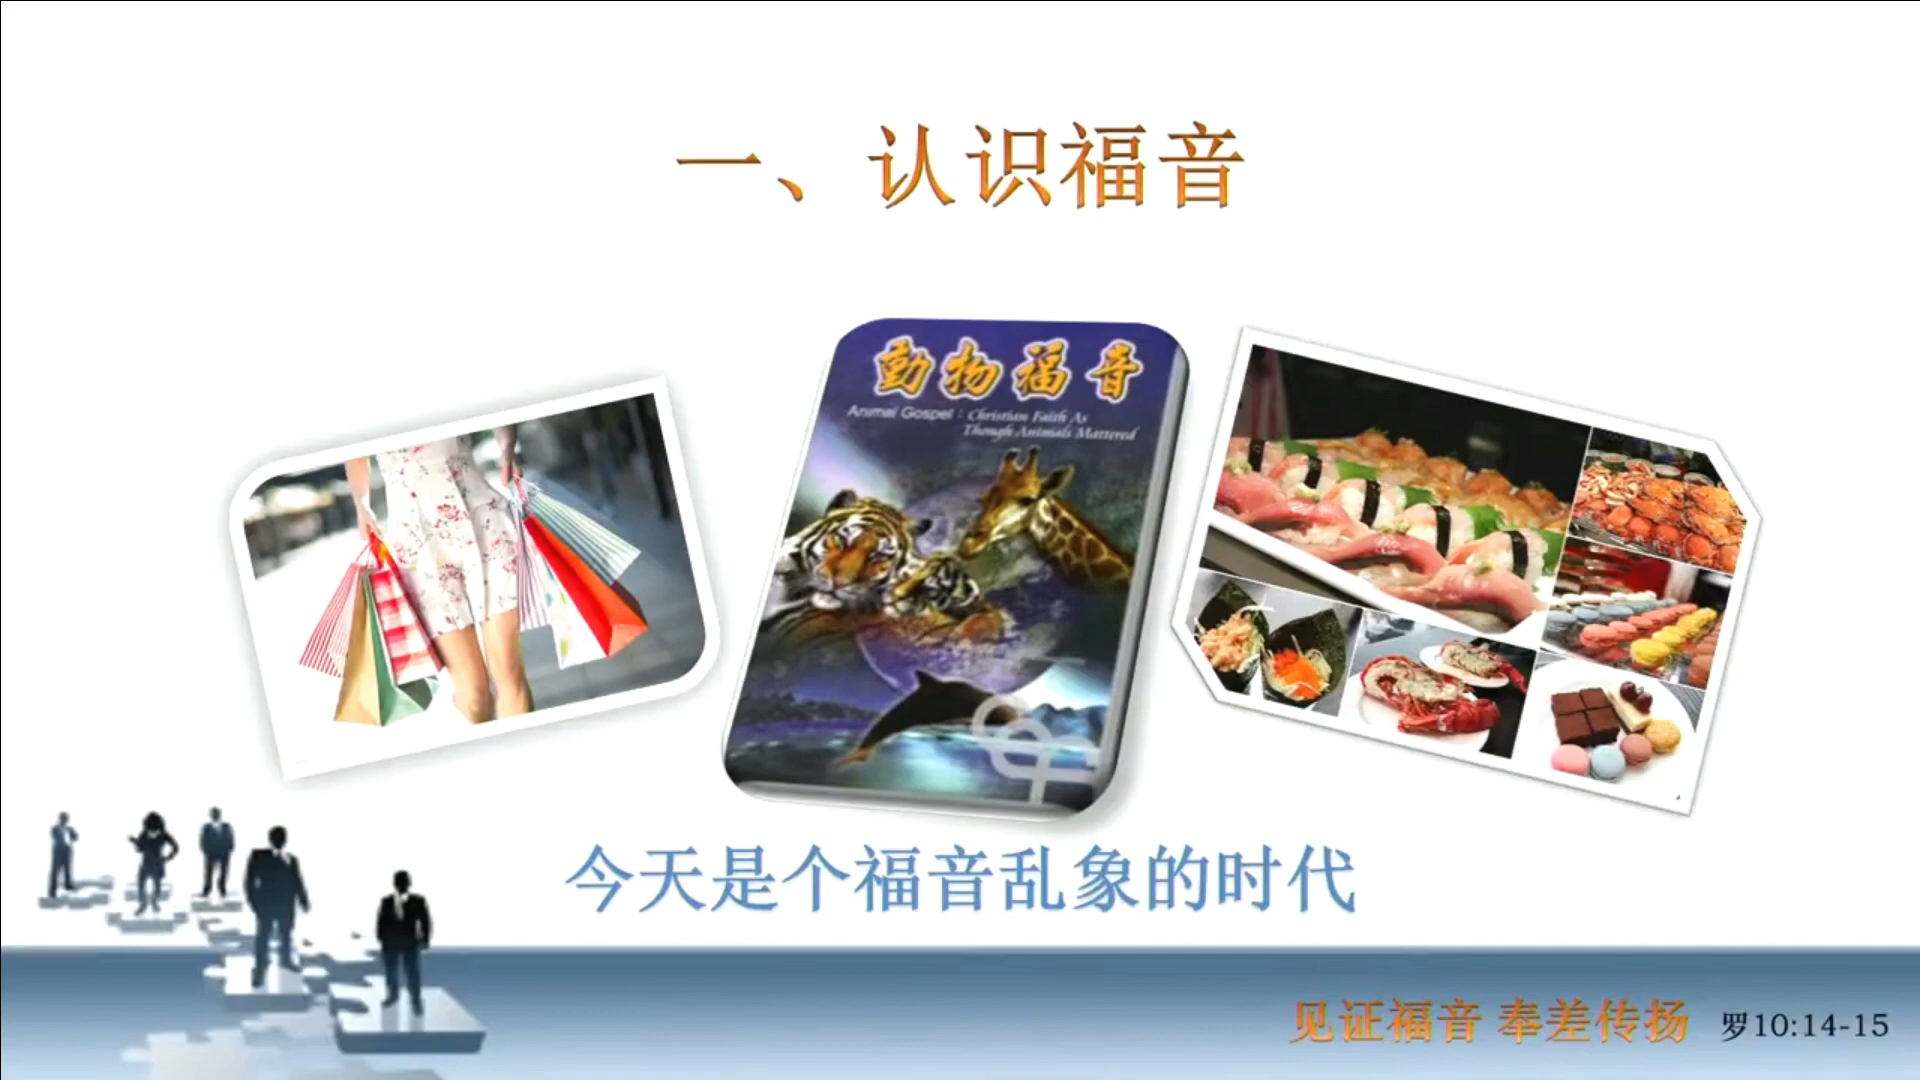 一、认识福音
動物福音
Animal Gospel : Christian Faith As
Though Animals Mattered
今天是个福音乱象的时代
见证福音 奉差传扬 罗10:14-15